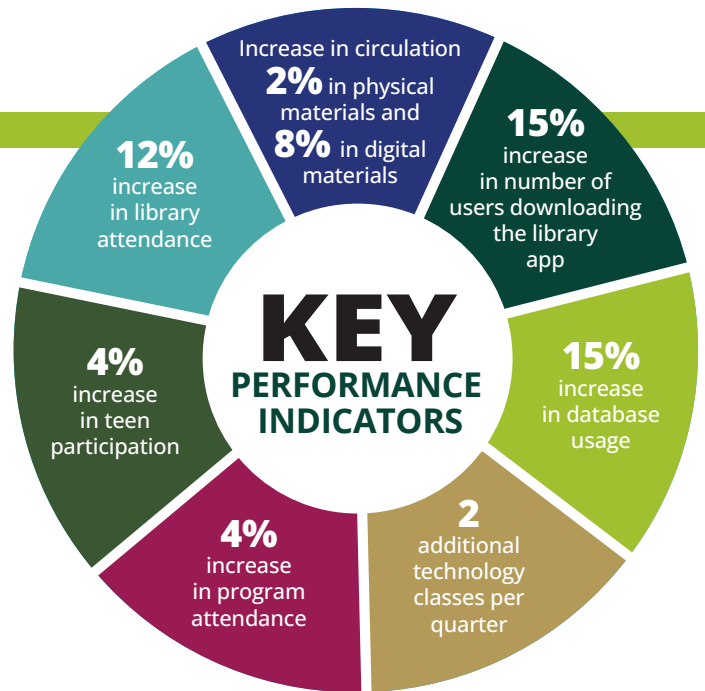 KEY
PERFORMANCE
INDICATORS
Increase in circulation
2% in physical
materials and
8% in digital
materials
15%
increase
in number of
users downloading
the library
app
15%
increase
in database
usage
2
additional
technology
classes per
quarter
4%
increase
in program
attendance
4%
increase
in teen
participation
12%
increase
in library
attendance